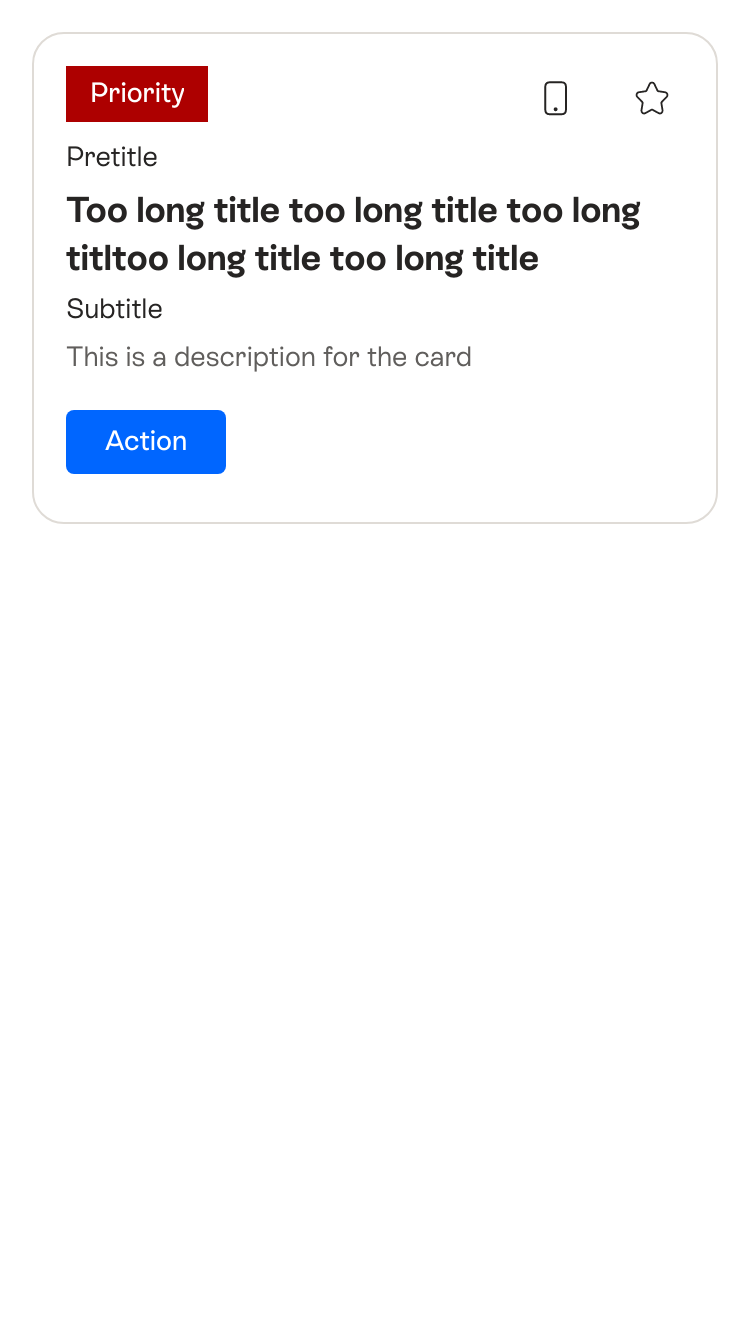 Priority
Pretitle
Too long title too long title too long
titltoo long title too long title
Subtitle
This is a description for the card
Action